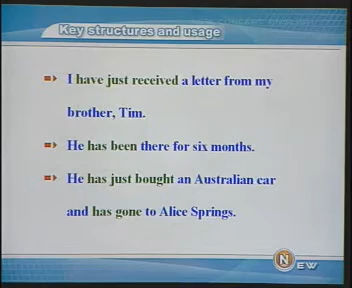 Key structures and usage
I have just received a letter from my
brother, Tim.
He has been there for six months.
He has just bought an Australian car
and has gone to Alice Springs.
NEW